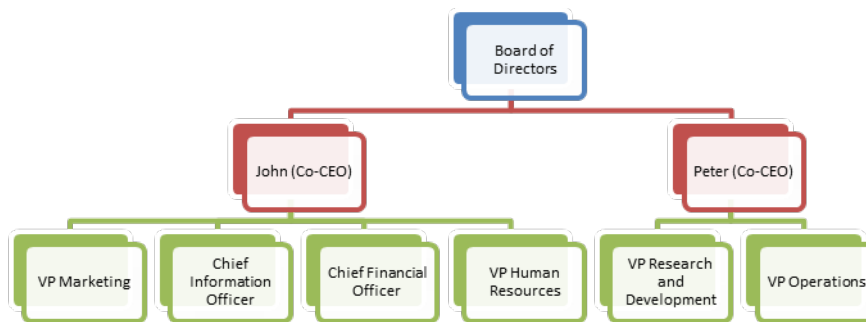 Board of
Directors
John (Co-CEO)
Peter (Co-CEO)
VP Marketing
Chief
Information
Officer
Chief Financial
Officer
VP Human
Resources
VP Research
and
Development
VP Operations